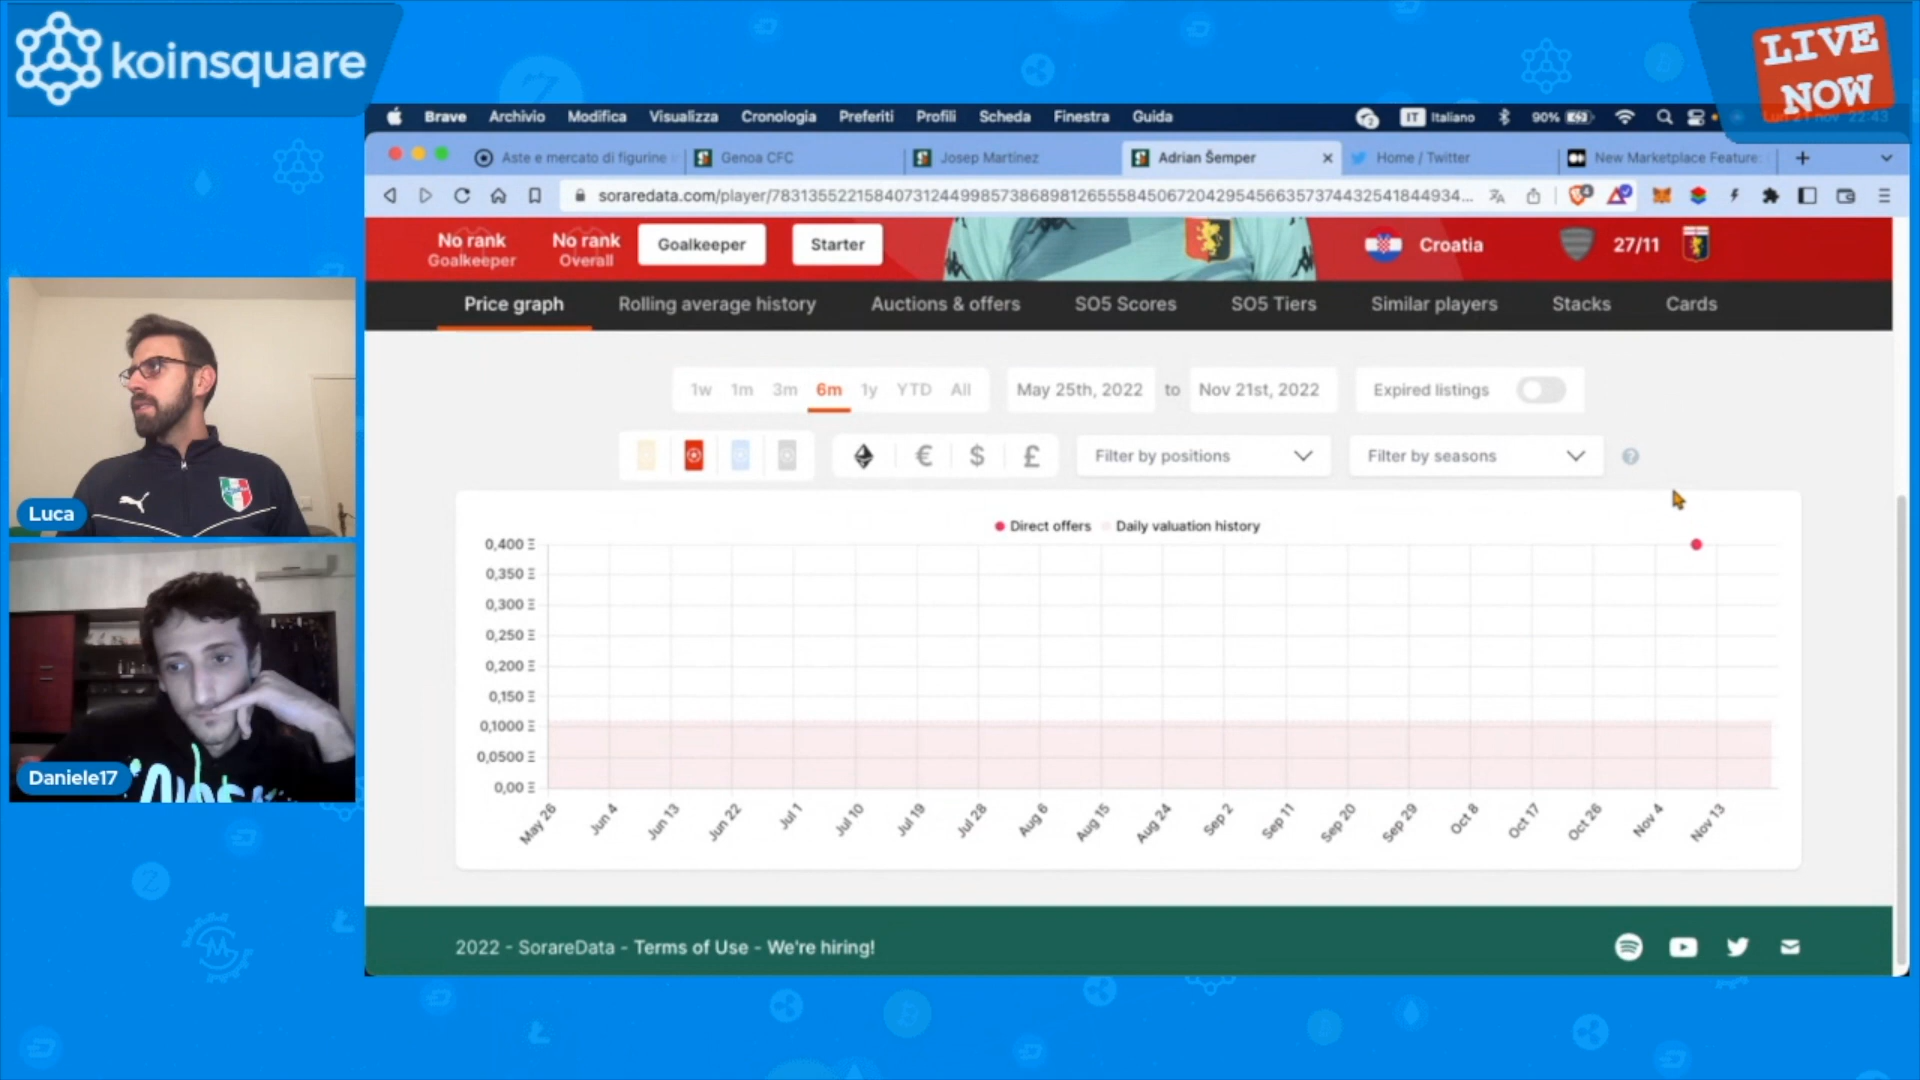 koinsquare
LIVE
NOW
Brave Archivio Modifica Visualizza Cronologia Preferiti Profili Scheda Finestra Guida
IT Italiano 90%
Lun 21 nov 22:43
Aste e mercato di figurine
Genoa CFC
Josep Martínez
Adrian Šemper
Home / Twitter
New Marketplace Feature:
No rank
Goalkeeper
No rank
Overall
Goalkeeper
Starter
Croatia
27/11
Price graph Rolling average history Auctions & offers SO5 Scores SO5 Tiers Similar players Stacks Cards
1w 1m 3m 6m 1y YTD All
May 25th, 2022 to Nov 21st, 2022
Expired listings
€ $ £
Filter by positions
Filter by seasons
?
Direct offers Daily valuation history
0,400 Ξ
0,350 Ξ
0,300 Ξ
0,250 Ξ
0,200 Ξ
0,150 Ξ
0,1000 Ξ
0,0500 Ξ
0,00 Ξ
May 26 Jun 4 Jun 13 Jun 22 Jul 1 Jul 10 Jul 19 Jul 28 Aug 6 Aug 15 Aug 24 Sep 2 Sep 11 Sep 20 Sep 29 Oct 8 Oct 17 Oct 26 Nov 4 Nov 13
2022 - SorareData - Terms of Use - We're hiring!
Luca
Daniele17